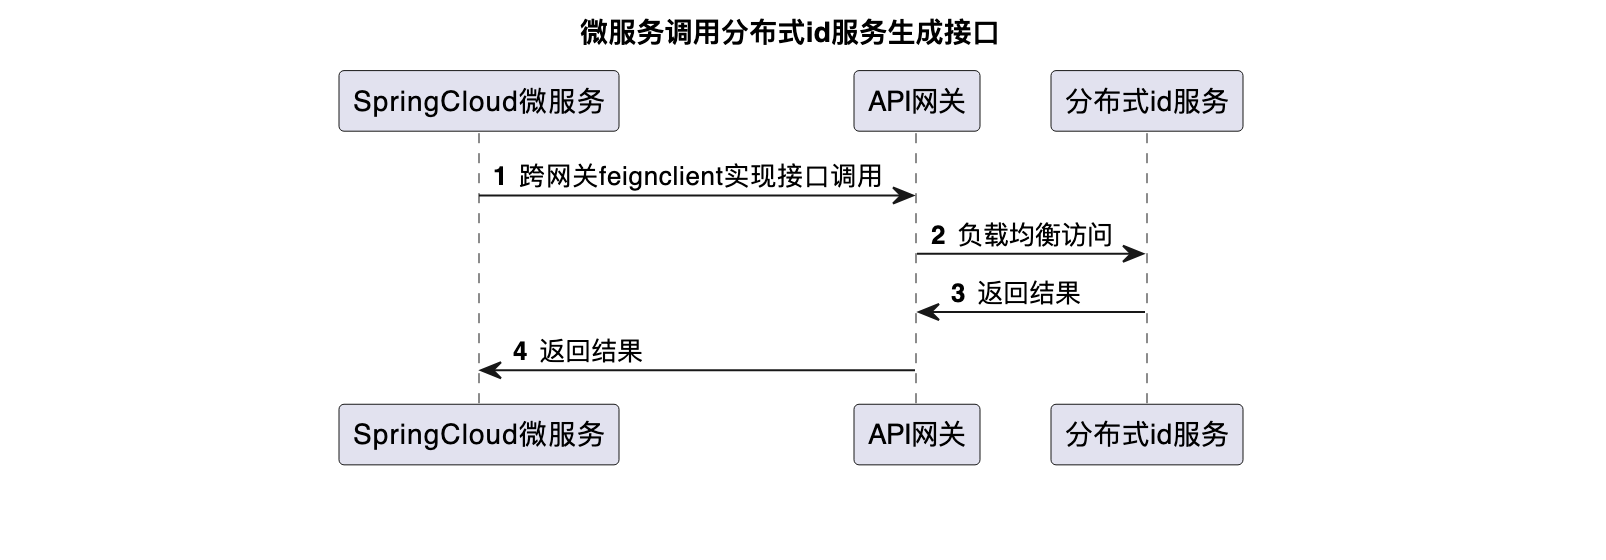 微服务调用分布式id服务生成接口
SpringCloud微服务
API网关
分布式id服务
1 跨网关feignclient实现接口调用
2 负载均衡访问
3 返回结果
4 返回结果
SpringCloud微服务
API网关
分布式id服务